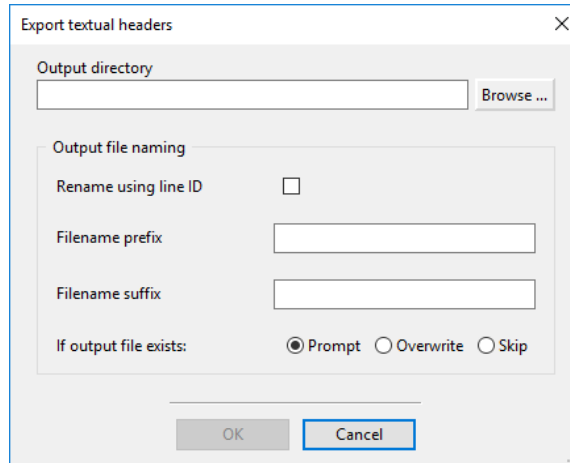 Export textual headers
Output directory
Browse ...
Output file naming
Rename using line ID
Filename prefix
Filename suffix
If output file exists: Prompt Overwrite Skip
OK Cancel